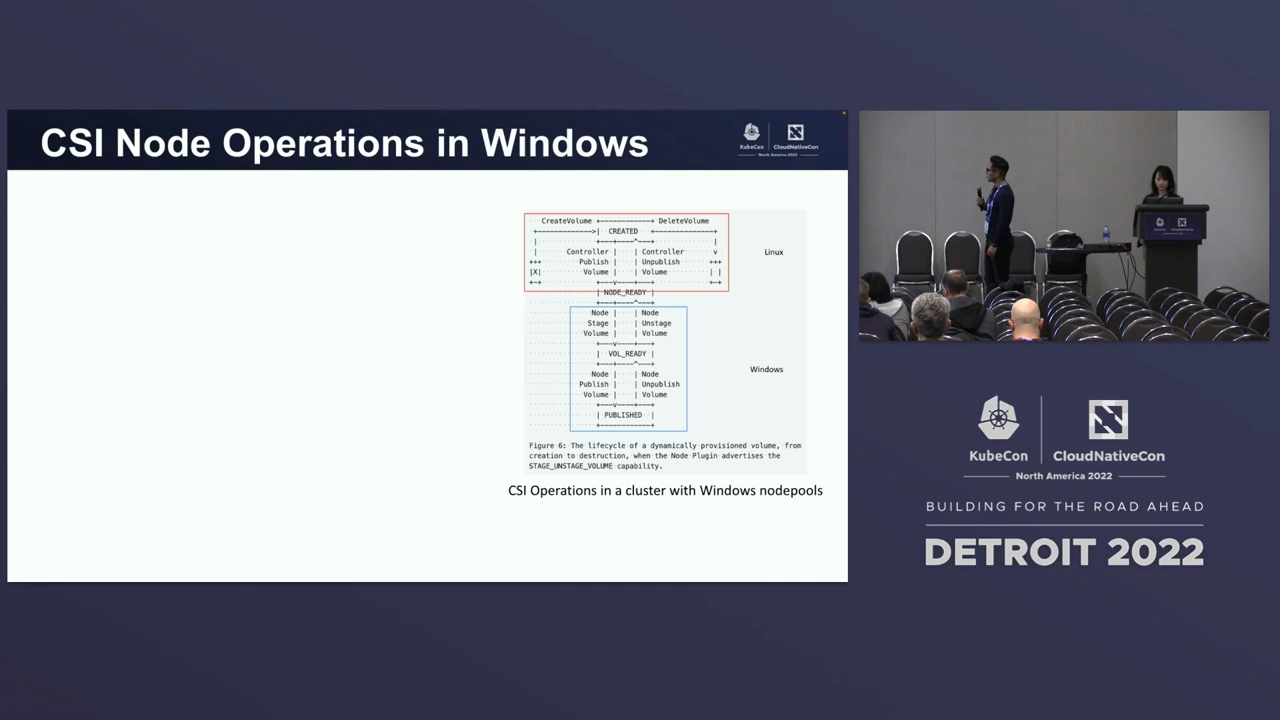 CSI Node Operations in Windows
KubeCon
CloudNativeCon
North America 2022
CreateVolume +------------+ DeleteVolume
+------------->| CREATED +--------------+
| +---+----^---+ |
| Controller | | Controller v
+++ Publish | | Unpublish +++
|X| Volume | | Volume | |
+-+ +---v----+---+ +-+
| NODE_READY |
+---+----^---+
Node | | Node
Stage | | Unstage
Volume | | Volume
+---v----+---+
| VOL_READY |
+---+----^---+
Node | | Node
Publish | | Unpublish
Volume | | Volume
+---v----+---+
| PUBLISHED |
+------------+
Linux
Windows
Figure 6: The lifecycle of a dynamically provisioned volume, from
creation to destruction, when the Node Plugin advertises the
STAGE_UNSTAGE_VOLUME capability.
CSI Operations in a cluster with Windows nodepools
KubeCon
CloudNativeCon
North America 2022
BUILDING FOR THE ROAD AHEAD
DETROIT 2022